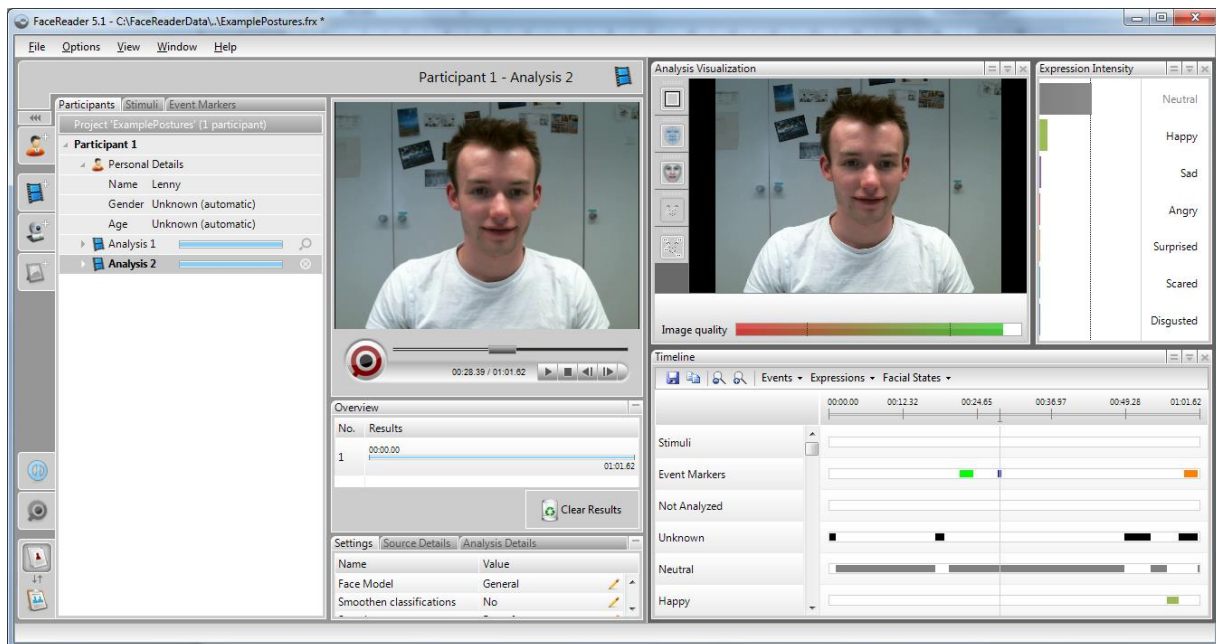 FaceReader 5.1 - C:\FaceReaderData\..\ExamplePostures.frx *
File Options View Window Help
Participant 1 - Analysis 2
Participants Stimuli Event Markers
Project 'ExamplePostures' (1 participant)
Participant 1
Personal Details
Name Lenny
Gender Unknown (automatic)
Age Unknown (automatic)
Analysis 1
Analysis 2
00:28.39 / 01:01.62
Overview
No. Results
1 00:00.00
01:01.62
Clear Results
Settings Source Details Analysis Details
Name Value
Face Model General
Smoothen classifications No
Analysis Visualization
Image quality
Expression Intensity
Neutral
Happy
Sad
Angry
Surprised
Scared
Disgusted
Timeline
Events Expressions Facial States
00:00.00 00:12.32 00:24.65 00:36.97 00:49.28 01:01.62
Stimuli
Event Markers
Not Analyzed
Unknown
Neutral
Happy